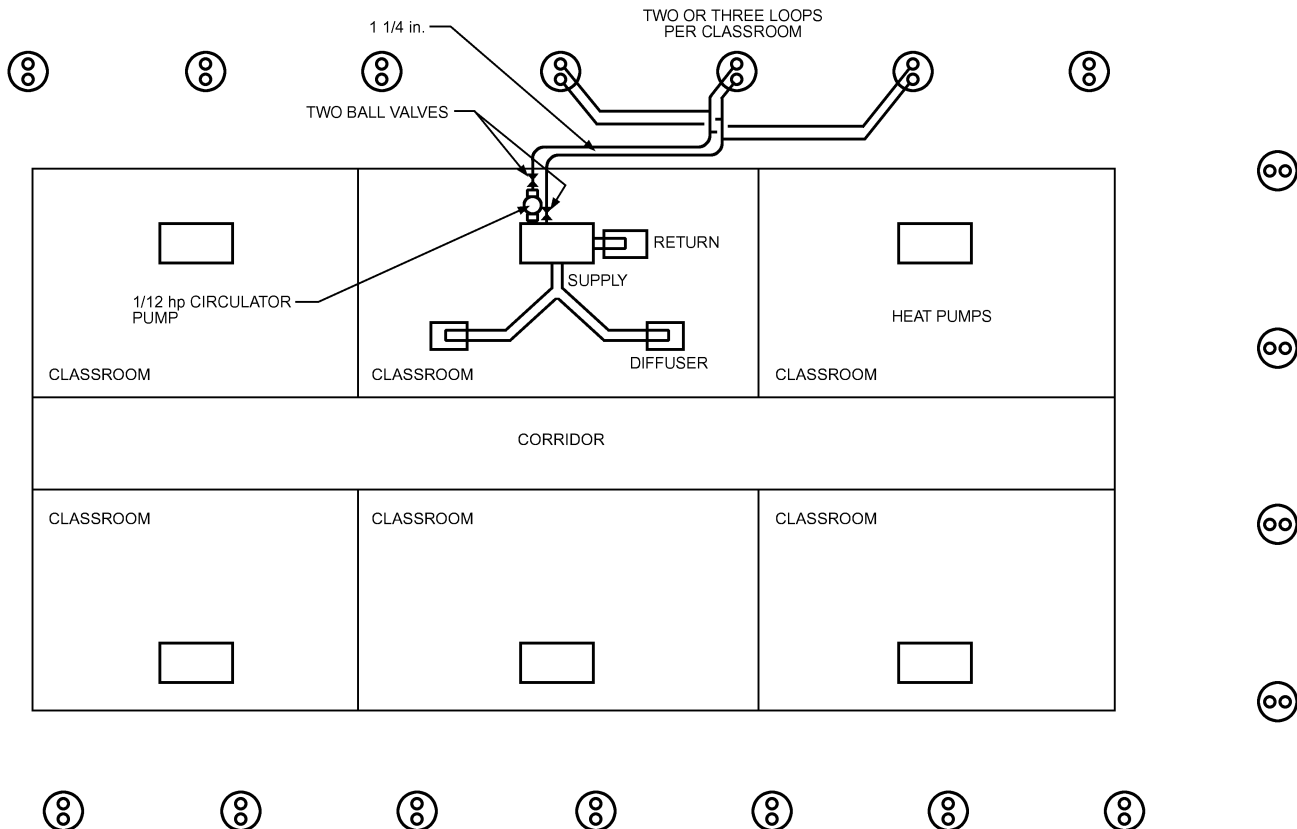 TWO OR THREE LOOPS
PER CLASSROOM
1 1/4 in.
TWO BALL VALVES
RETURN
SUPPLY
1/12 hp CIRCULATOR
PUMP
HEAT PUMPS
DIFFUSER
CLASSROOM
CLASSROOM
CLASSROOM
CORRIDOR
CLASSROOM
CLASSROOM
CLASSROOM